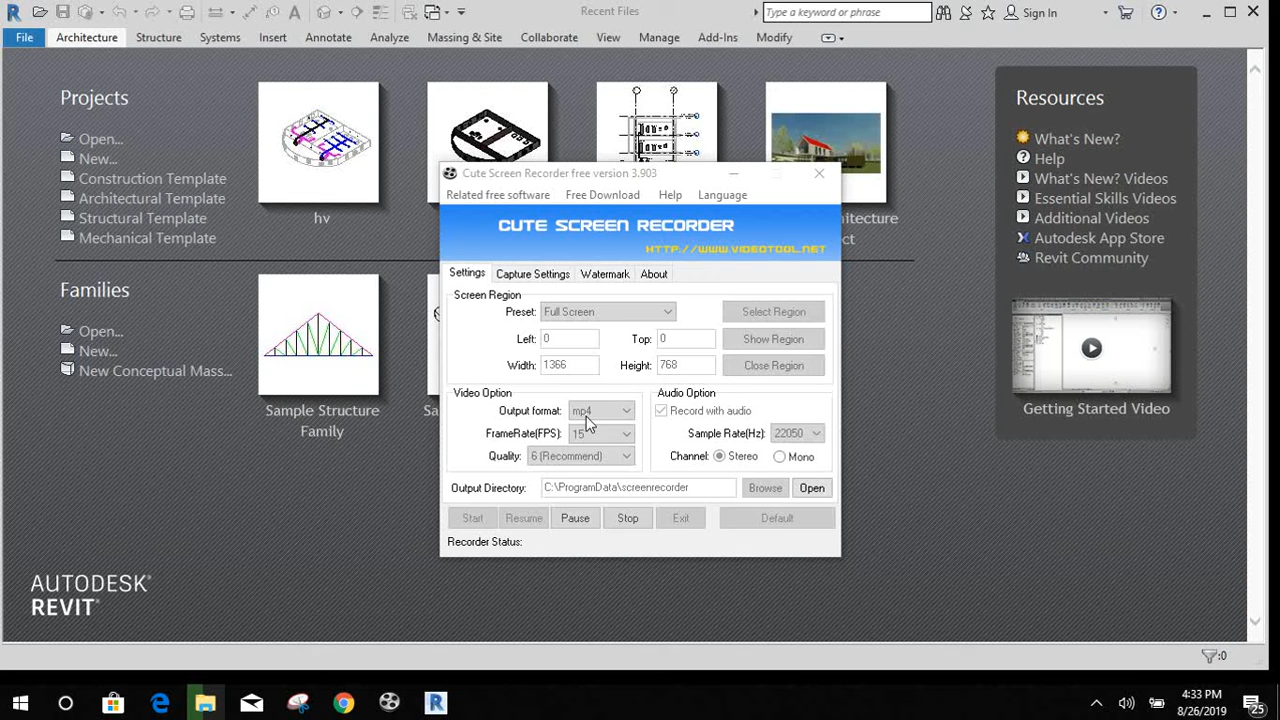 Recent Files
Type a keyword or phrase
Sign In
File Architecture Structure Systems Insert Annotate Analyze Massing & Site Collaborate View Manage Add-Ins Modify
Projects
Open...
New...
Construction Template
Architectural Template
Structural Template
Mechanical Template
hv
Families
Open...
New...
New Conceptual Mass...
Sample Structure
Family
AUTODESK®
REVIT®
Cute Screen Recorder free version 3.903
Related free software Free Download Help Language
CUTE SCREEN RECORDER
HTTP://WWW.VIDEOTOOL.NET
Settings Capture Settings Watermark About
Screen Region
Preset: Full Screen Select Region
Left: 0 Top: 0 Show Region
Width: 1366 Height: 768 Close Region
Video Option
Output format: mp4
FrameRate(FPS): 15
Quality: 6 (Recommend)
Audio Option
Record with audio
Sample Rate(Hz): 22050
Channel: Stereo Mono
Output Directory: C:\ProgramData\screenrecorder Browse Open
Start Resume Pause Stop Exit Default
Recorder Status:
Resources
What's New?
Help
What's New? Videos
Essential Skills Videos
Additional Videos
Autodesk App Store
Revit Community
Getting Started Video
:0
4:33 PM
8/26/2019
25